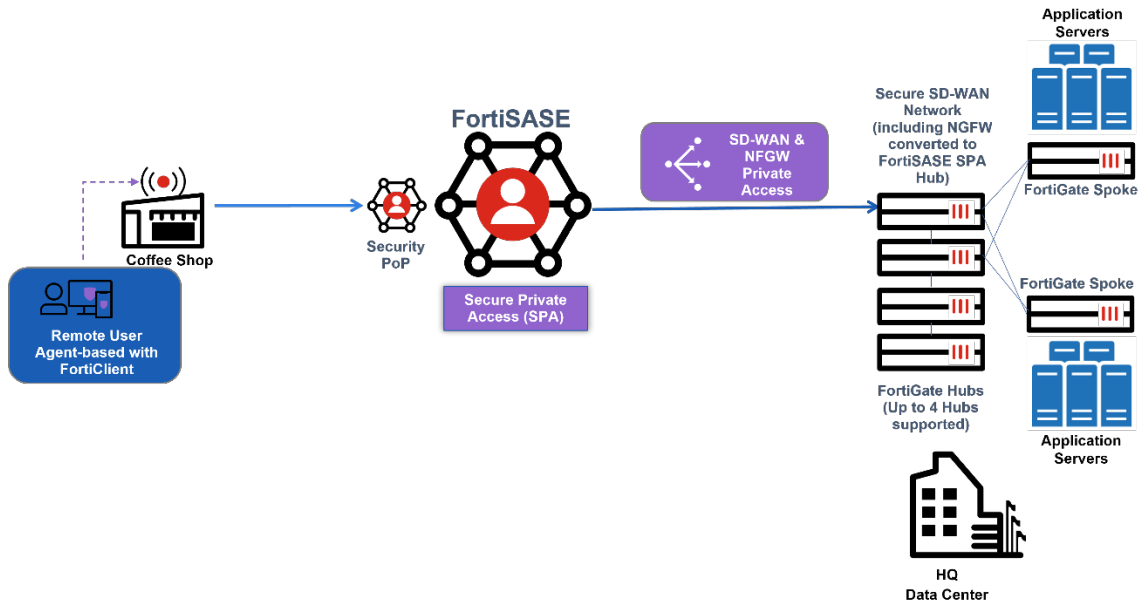 Application
Servers
FortiSASE
SD-WAN &
NFGW
Private
Access
Secure SD-WAN
Network
(including NGFW
converted to
FortiSASE SPA
Hub)
FortiGate Spoke
Security
PoP
Coffee Shop
Secure Private
Access (SPA)
FortiGate Spoke
Remote User
Agent-based with
FortiClient
FortiGate Hubs
(Up to 4 Hubs
supported)
Application
Servers
HQ
Data Center